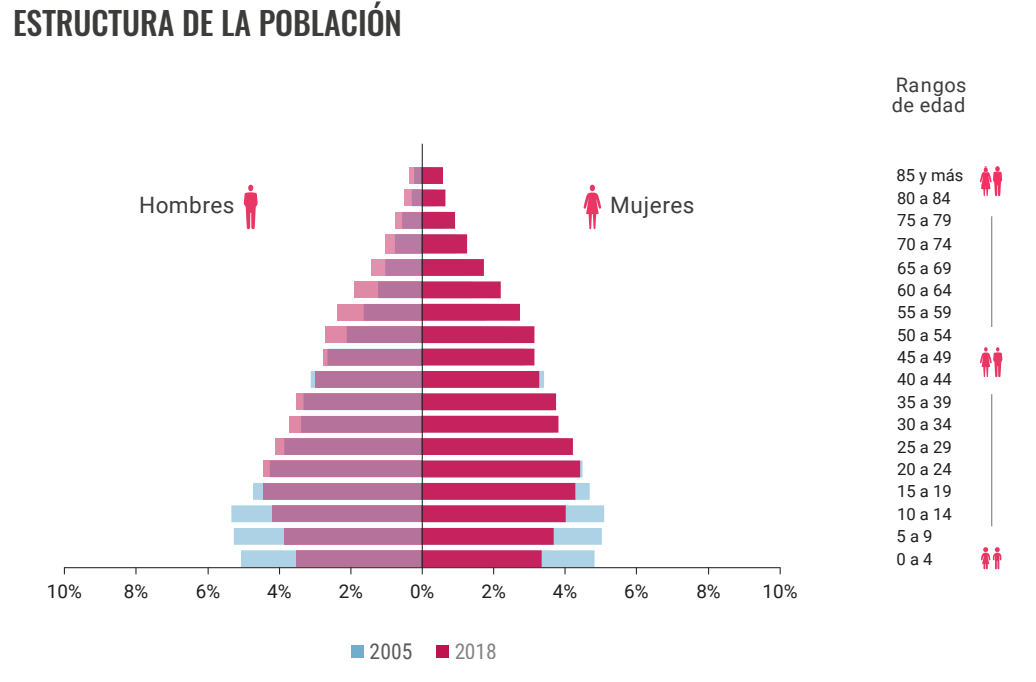 ESTRUCTURA DE LA POBLACIÓN
Rangos
de edad
Hombres
Mujeres
85 y más
80 a 84
75 a 79
70 a 74
65 a 69
60 a 64
55 a 59
50 a 54
45 a 49
40 a 44
35 a 39
30 a 34
25 a 29
20 a 24
15 a 19
10 a 14
5 a 9
0 a 4
10% 8% 6% 4% 2% 0% 2% 4% 6% 8% 10%
2005 2018